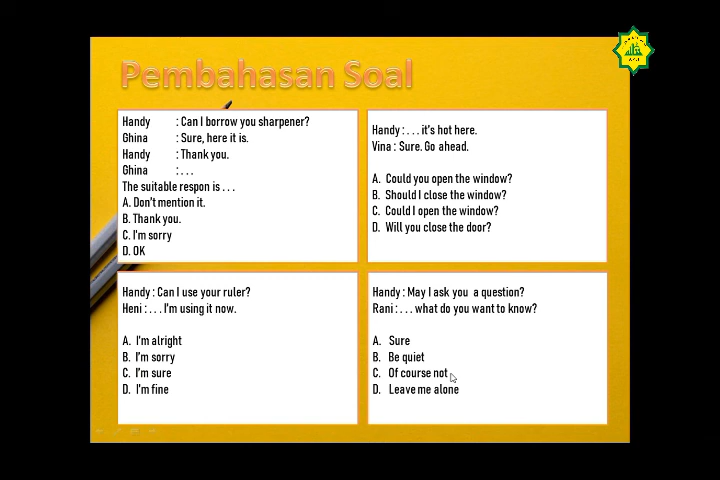 Pembahasan Soal
Handy : Can I borrow you sharpener?
Ghina : Sure, here it is.
Handy : Thank you.
Ghina : . . .
The suitable respon is . . .
A. Don't mention it.
B. Thank you.
C. I'm sorry
D. OK
Handy : . . . it's hot here.
Vina : Sure. Go ahead.
A. Could you open the window?
B. Should I close the window?
C. Could I open the window?
D. Will you close the door?
Handy : Can I use your ruler?
Heni : . . . I'm using it now.
A. I'm alright
B. I'm sorry
C. I'm sure
D. I'm fine
Handy : May I ask you a question?
Rani : . . . what do you want to know?
A. Sure
B. Be quiet
C. Of course not
D. Leave me alone